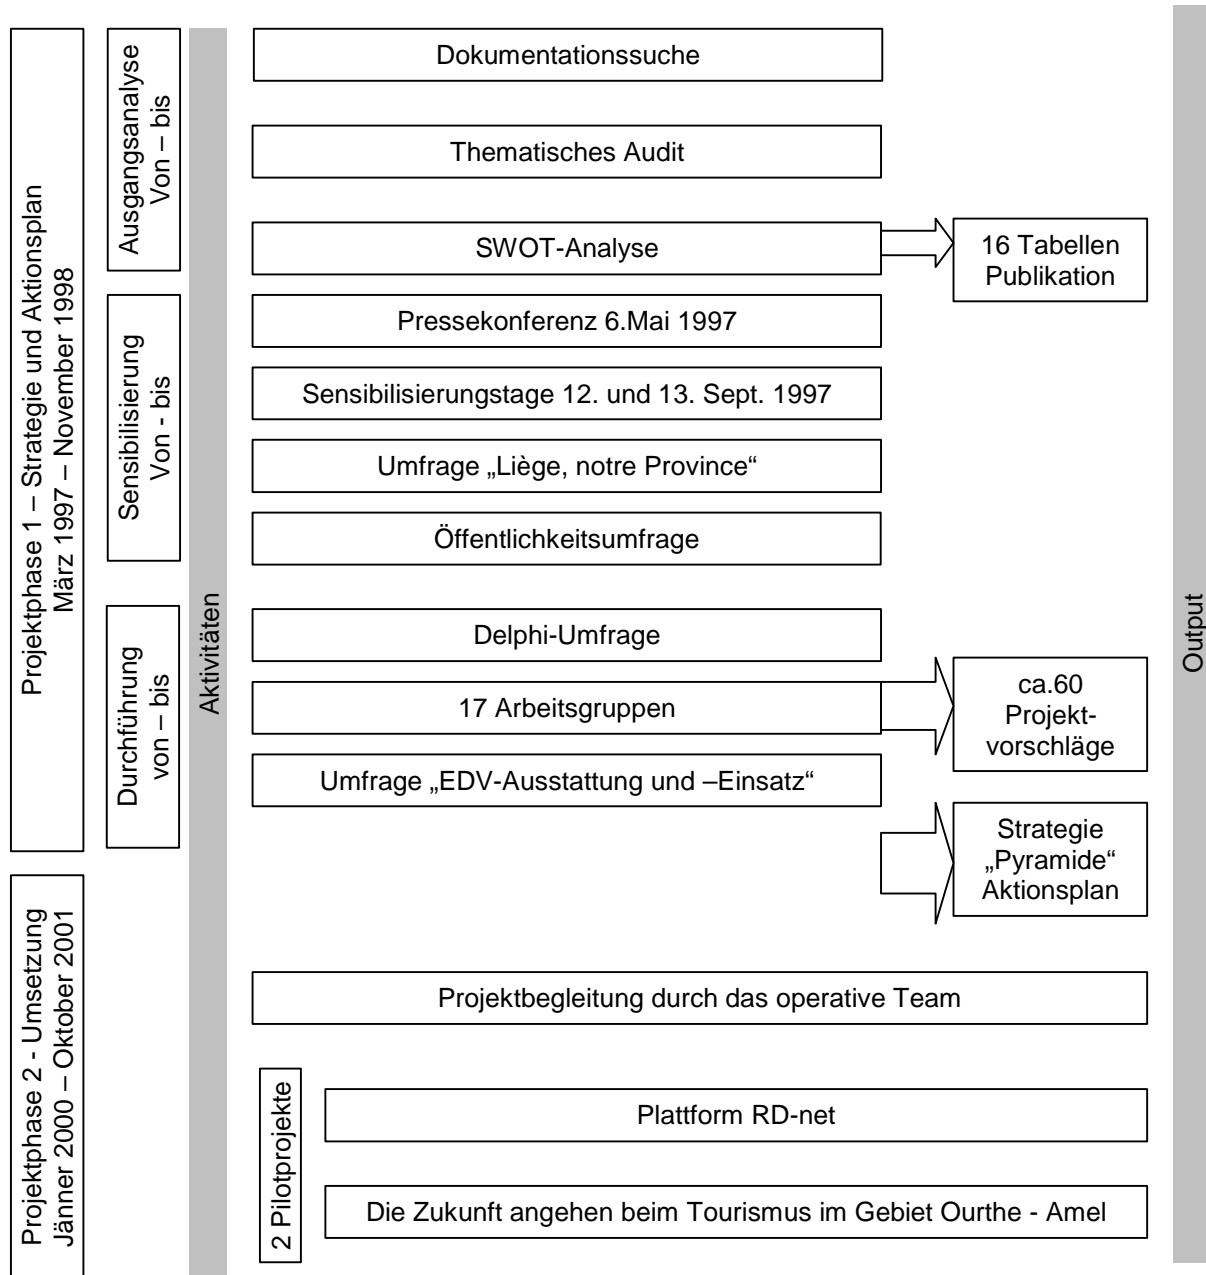 Projektphase 1 – Strategie und Aktionsplan
März 1997 – November 1998
Ausgangsanalyse
Von – bis
Dokumentationssuche
Thematisches Audit
SWOT-Analyse
16 Tabellen
Publikation
Sensibilisierung
Von - bis
Pressekonferenz 6.Mai 1997
Sensibilisierungstage 12. und 13. Sept. 1997
Umfrage „Liège, notre Province“
Öffentlichkeitsumfrage
Aktivitäten
Output
Durchführung
von – bis
Delphi-Umfrage
17 Arbeitsgruppen
ca.60
Projekt-
vorschläge
Umfrage „EDV-Ausstattung und –Einsatz“
Strategie
„Pyramide“
Aktionsplan
Projektphase 2 - Umsetzung
Jänner 2000 – Oktober 2001
Projektbegleitung durch das operative Team
2 Pilotprojekte
Plattform RD-net
Die Zukunft angehen beim Tourismus im Gebiet Ourthe - Amel